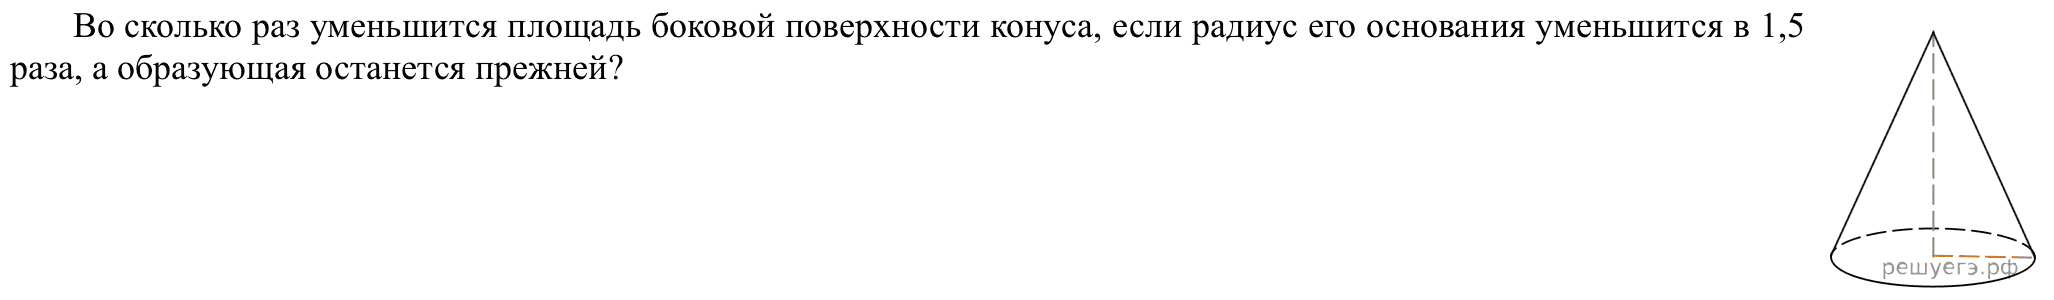 Во сколько раз уменьшится площадь боковой поверхности конуса, если радиус его основания уменьшится в 1,5
раза, а образующая останется прежней?
решуегэ.рф